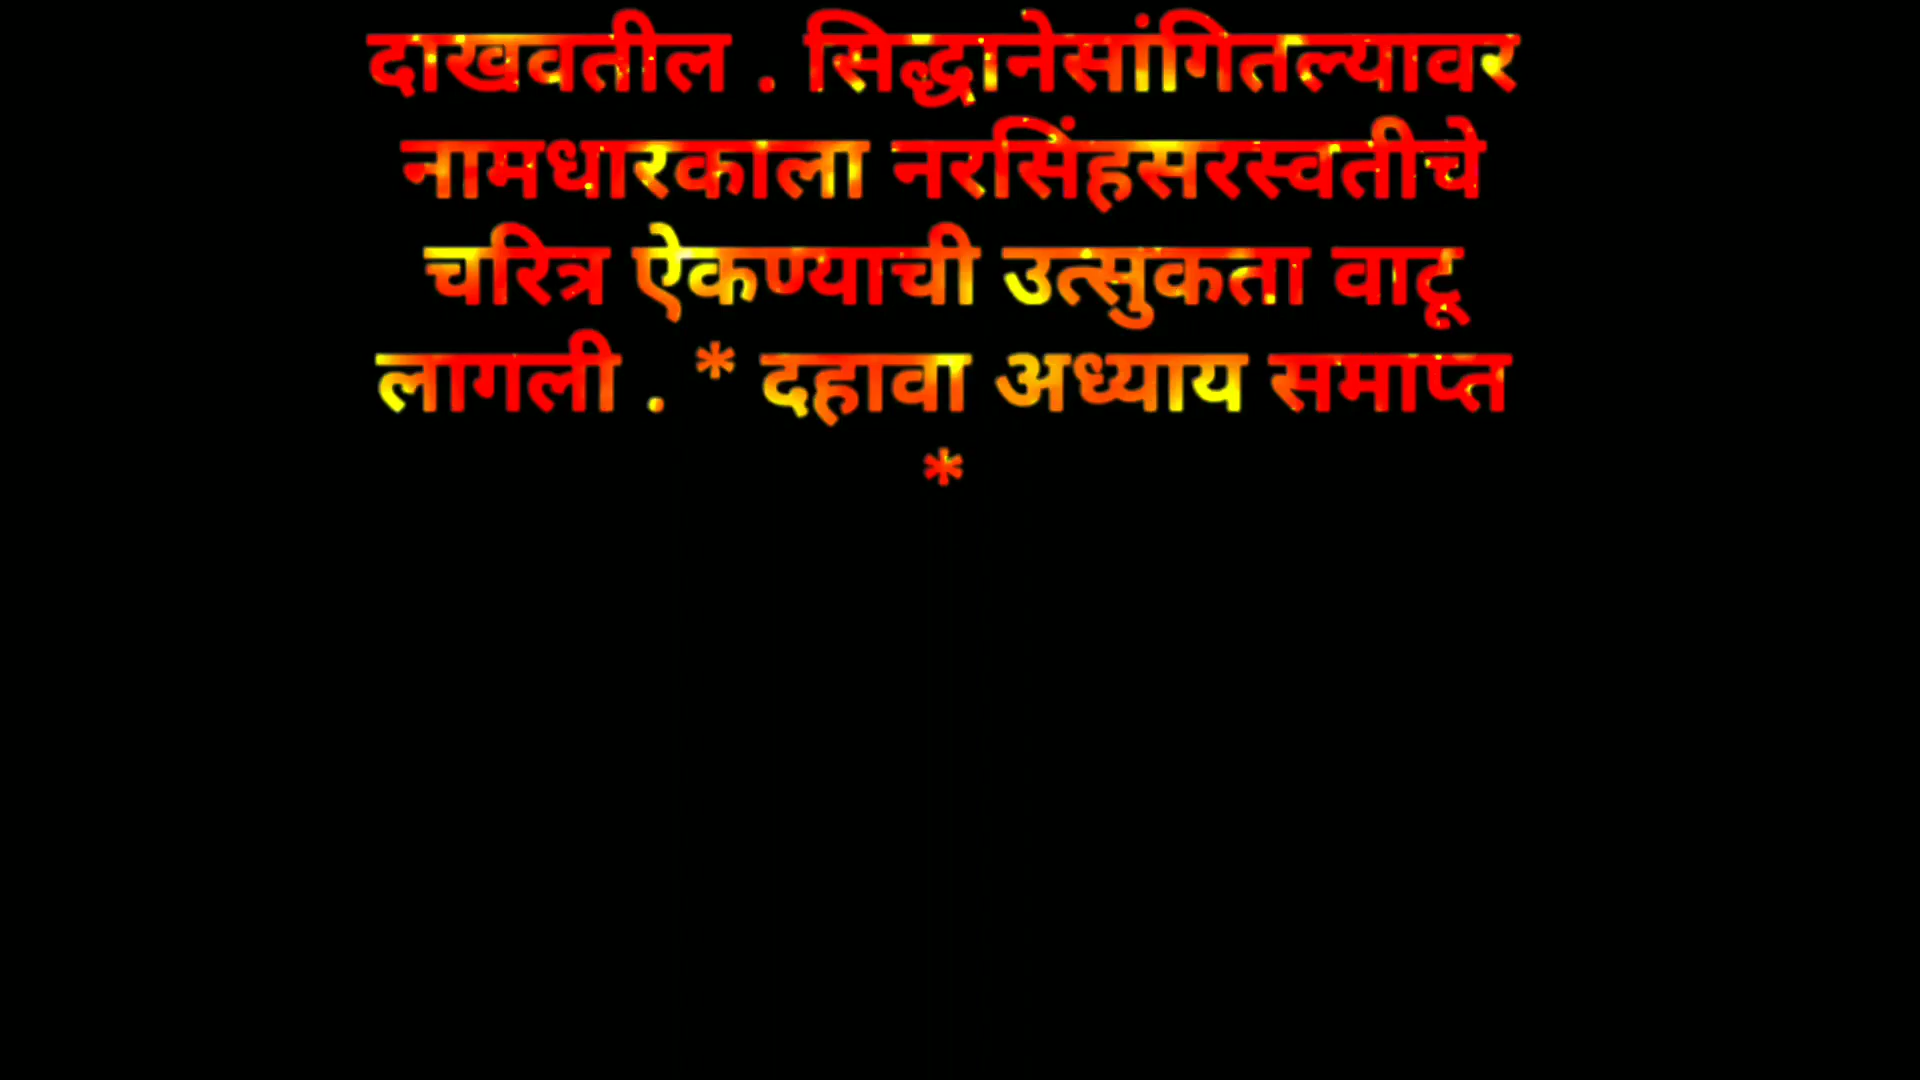 दाखवतील . सिद्धानेसांगितल्यावर
नामधारकाला नरसिंहसरस्वतीचे
चरित्र ऐकण्याची उत्सुकता वाटू
लागली . * दहावा अध्याय समाप्त
*